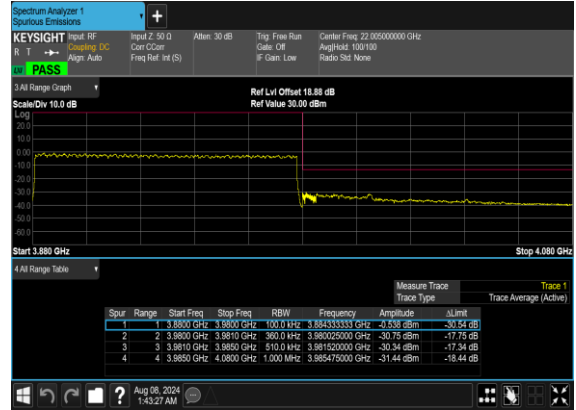 Spectrum Analyzer 1
Spurious Emissions
+
KEYSIGHT Input: RF Input Z: 50 Ω Atten: 30 dB Trig: Free Run Center Freq: 22.005000000 GHz
R T Coupling: DC Corr CCorr Gate: Off Avg|Hold: 100/100
Align: Auto Freq Ref: Int (S) IF Gain: Low Radio Std: None
LM PASS
3 All Range Graph
Ref Lvl Offset 18.88 dB
Scale/Div 10.0 dB Ref Value 30.00 dBm
Log
20.0
10.0
0.00
-10.0
-20.0
-30.0
-40.0
-50.0
-60.0
Start 3.880 GHz Stop 4.080 GHz
4 All Range Table
Measure Trace Trace 1
Trace Type Trace Average (Active)
Spur Range Start Freq Stop Freq RBW Frequency Amplitude ΔLimit
1 1 3.8800 GHz 3.9800 GHz 100.0 kHz 3.884333333 GHz -0.538 dBm -30.54 dB
2 2 3.9800 GHz 3.9810 GHz 360.0 kHz 3.980025000 GHz -30.75 dBm -17.75 dB
3 3 3.9810 GHz 3.9850 GHz 510.0 kHz 3.981520000 GHz -30.34 dBm -17.34 dB
4 4 3.9850 GHz 4.0800 GHz 1.000 MHz 3.985475000 GHz -31.44 dBm -18.44 dB
?
Aug 08, 2024
1:43:27 AM